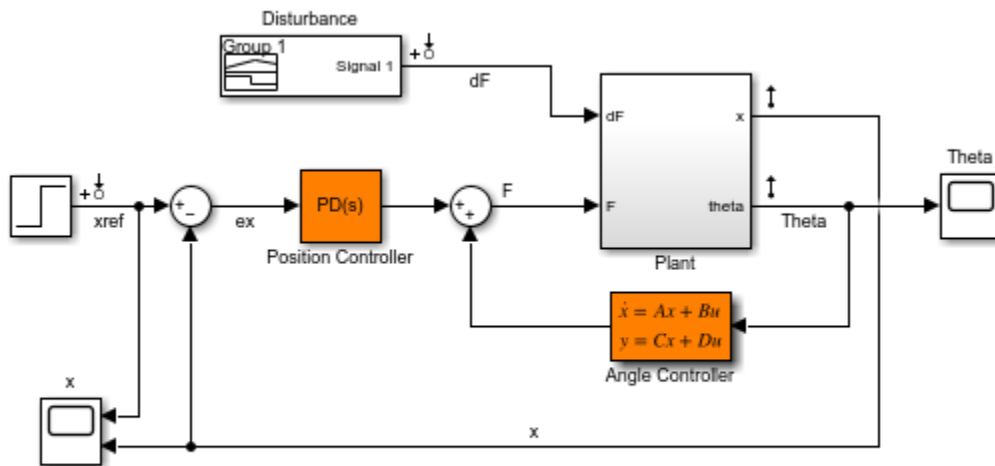 Disturbance
Group 1
Signal 1
dF
dF
x
F
F
theta
Theta
Plant
Theta
xref
+
−
ex
PD(s)
Position Controller
+
+
ẋ = Ax + Bu
y = Cx + Du
Angle Controller
x
x